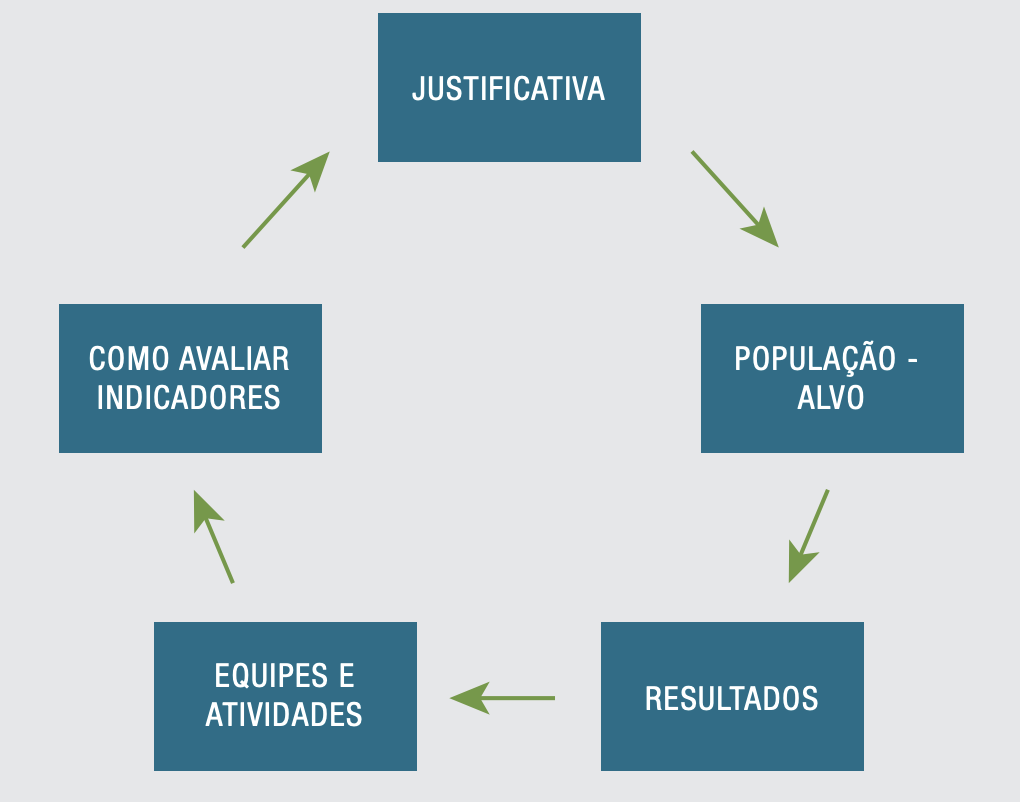 JUSTIFICATIVA
POPULAÇÃO -
ALVO
RESULTADOS
EQUIPES E
ATIVIDADES
COMO AVALIAR
INDICADORES